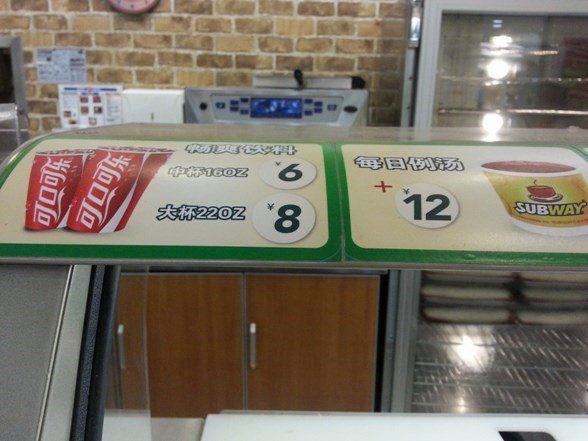 畅爽饮料
中杯16OZ
¥6
大杯22OZ
¥8
可口可乐
可口可乐
每日例汤
+
¥12
SUBWAY